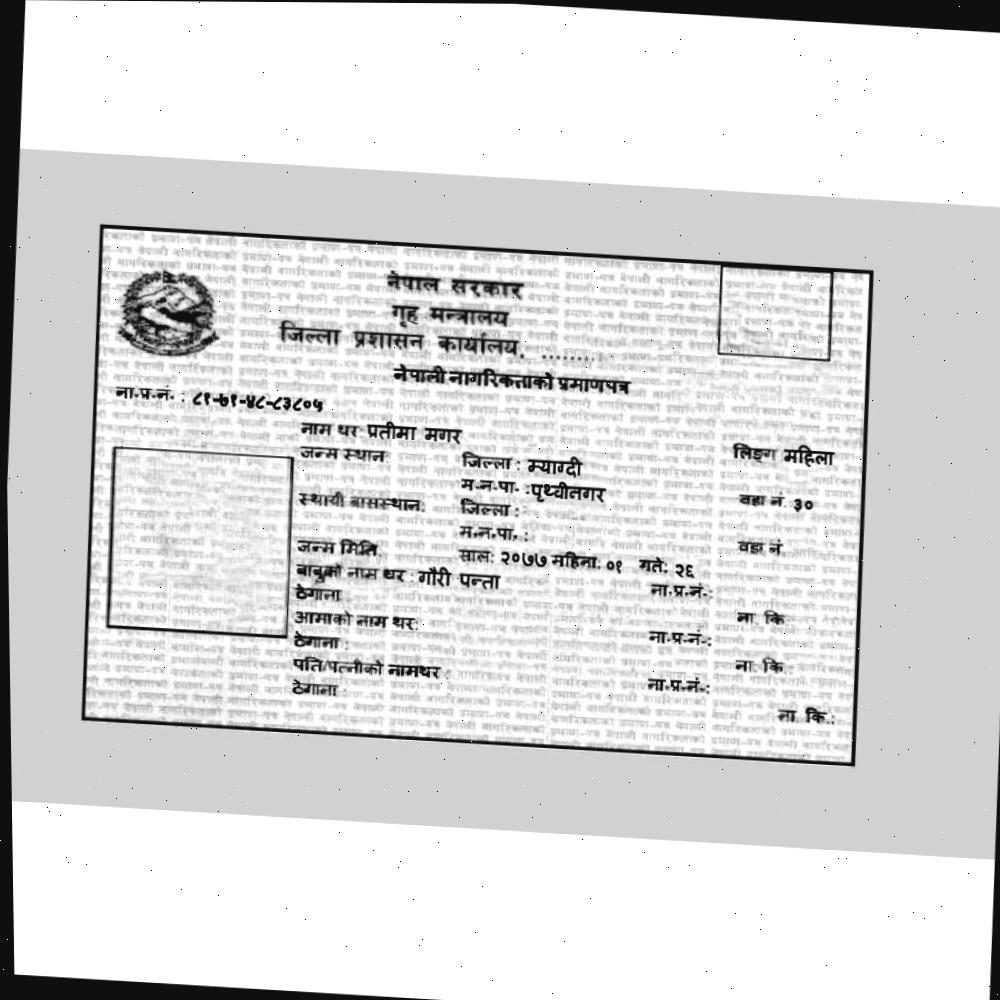 नेपाल सरकार
गृह मन्त्रालय
जिल्ला प्रशासन कार्यालय, ..........
नेपाली नागरिकताको प्रमाणपत्र
ना.प्र.नं. : ८१-७१-४८-८३८०५
नाम थर प्रतीमा मगर लिङ्ग महिला
जन्म स्थान: जिल्ला : म्याग्दी
म.न.पा. :पृथ्वीनगर वडा नं. ३०
स्थायी बासस्थान: जिल्ला :
म.न.पा. : वडा नं.
जन्म मिति साल: २०७७ महिना: ०१ गते: २६
बाबुको नाम थर : गौरी पन्ता ना.प्र.नं.:
ठेगाना ना. कि.:
आमाको नाम थर: ना.प्र.नं.:
ठेगाना : ना. कि.:
पति/पत्नीको नामथर : ना.प्र.नं.:
ठेगाना : ना. कि.: